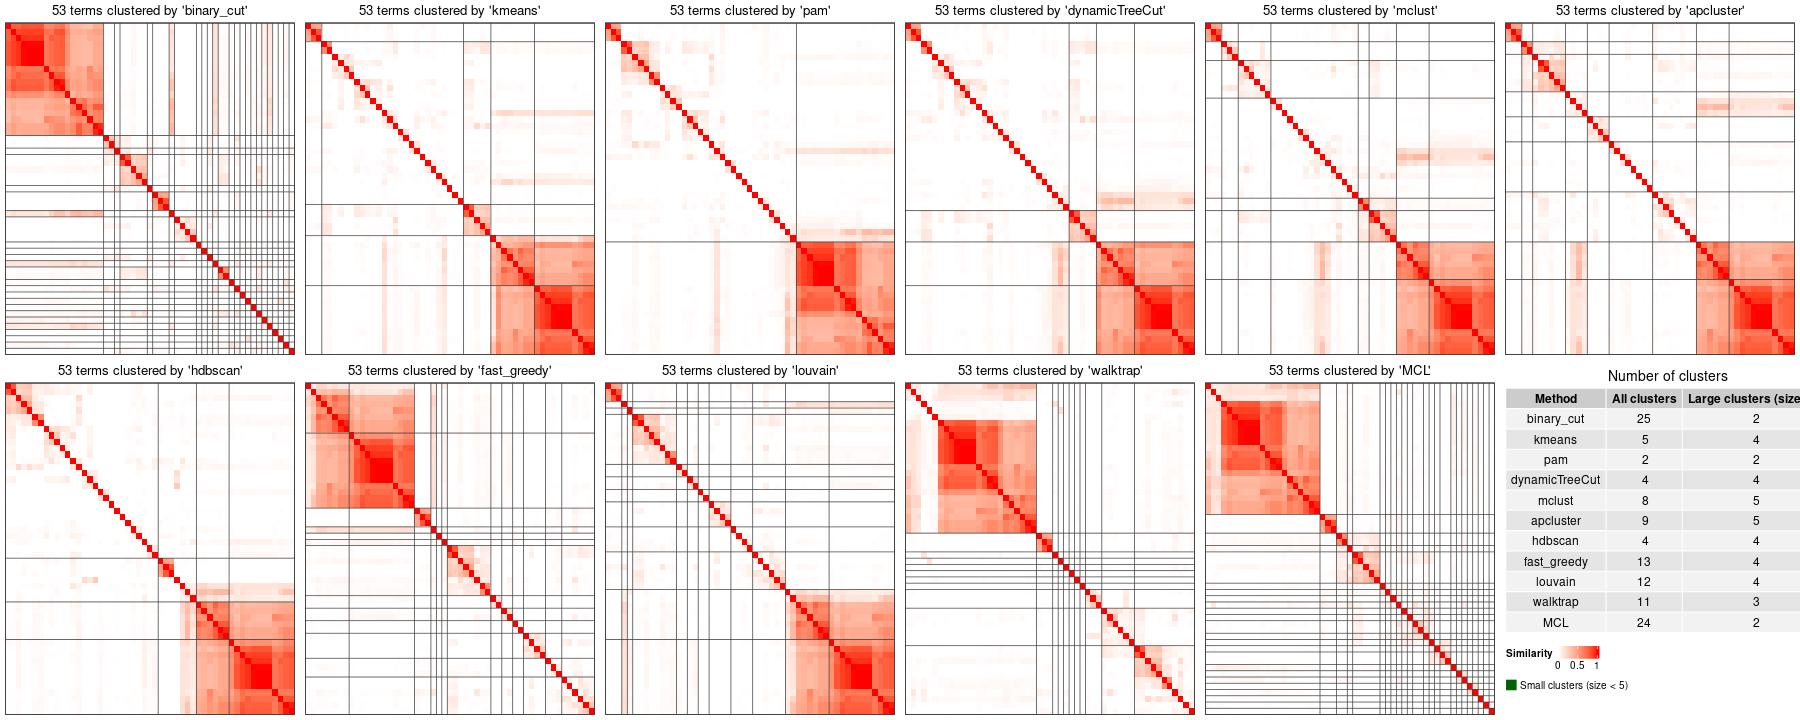 53 terms clustered by 'binary_cut'
53 terms clustered by 'kmeans'
53 terms clustered by 'pam'
53 terms clustered by 'dynamicTreeCut'
53 terms clustered by 'mclust'
53 terms clustered by 'apcluster'
53 terms clustered by 'hdbscan'
53 terms clustered by 'fast_greedy'
53 terms clustered by 'louvain'
53 terms clustered by 'walktrap'
53 terms clustered by 'MCL'
Number of clusters
Method All clusters Large clusters (size
binary_cut 25 2
kmeans 5 4
pam 2 2
dynamicTreeCut 4 4
mclust 8 5
apcluster 9 5
hdbscan 4 4
fast_greedy 13 4
louvain 12 4
walktrap 11 3
MCL 24 2
Similarity
0 0.5 1
Small clusters (size < 5)